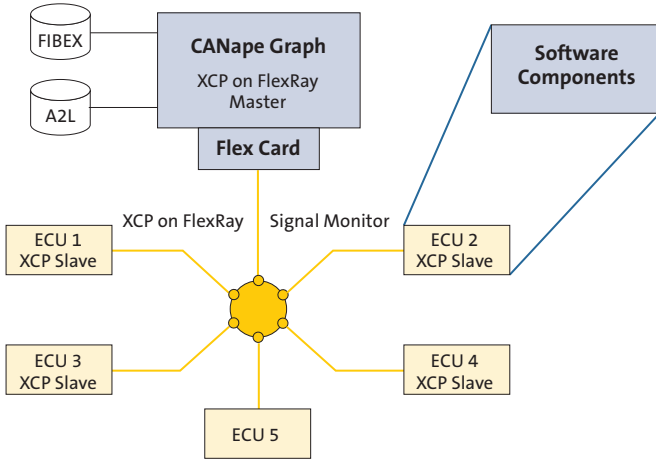 FIBEX
A2L
CANape Graph
XCP on FlexRay
Master
Flex Card
Software
Components
XCP on FlexRay
Signal Monitor
ECU 1
XCP Slave
ECU 2
XCP Slave
ECU 3
XCP Slave
ECU 4
XCP Slave
ECU 5